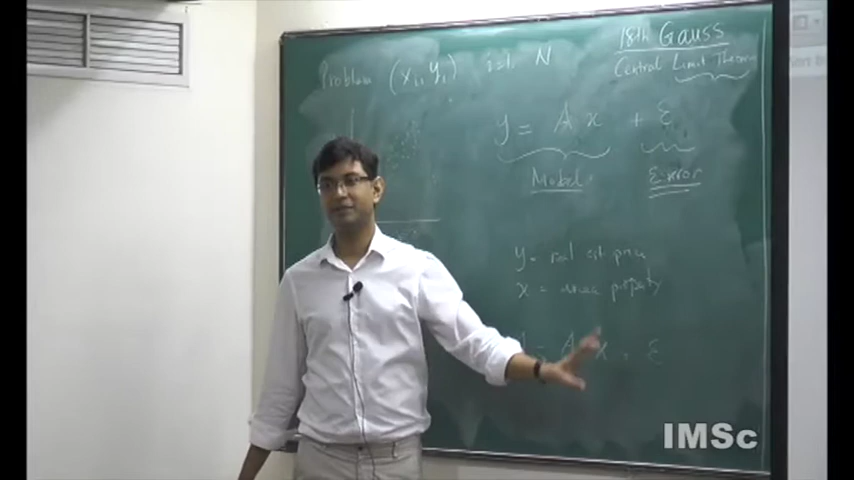 18th Gauss
Problem (xi, yi) i=1.. N
Central Limit Theorem
y = A x + ε
Model Error
y = real est price
x = area property
= A x + ε
IMSc